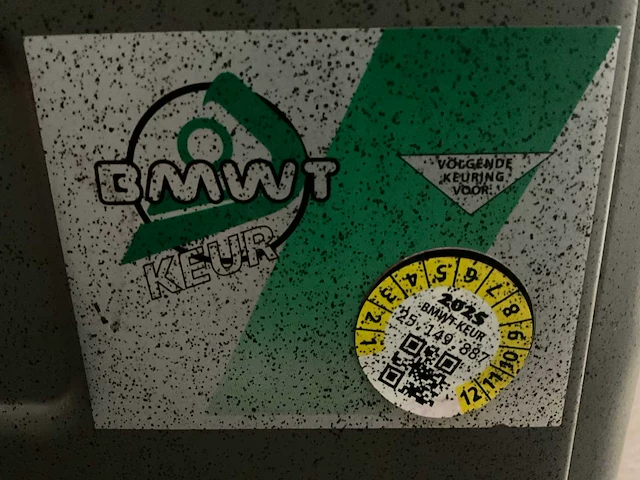 BMWT
KEUR
VOLGENDE
KEURING
VOOR:
1 2 3 4 5 6 7 8 9 10 11 12
2025
BMWT-KEUR
25.149.887